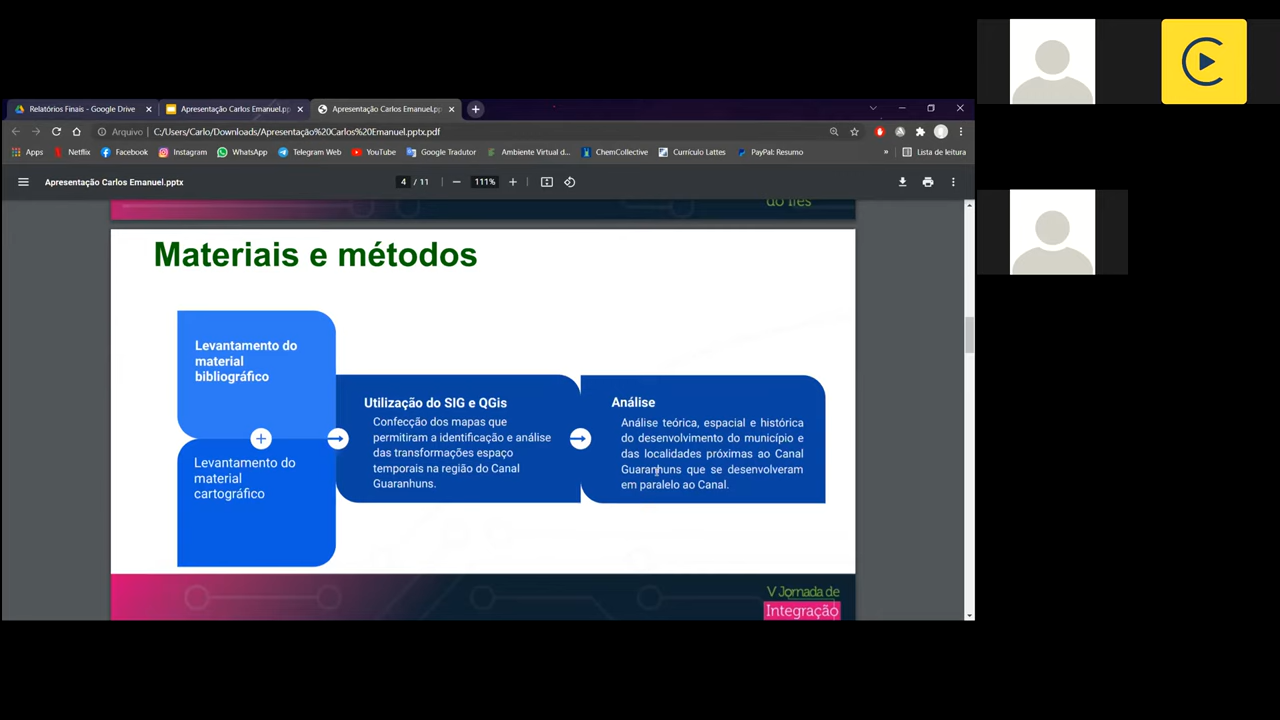 Relatórios Finais - Google Drive
Apresentação Carlos Emanuel.pp
Apresentação Carlos Emanuel.pp
Arquivo
C:/Users/Carlo/Downloads/Apresentação%20Carlos%20Emanuel.pptx.pdf
Apps
Netflix
Facebook
Instagram
WhatsApp
Telegram Web
YouTube
Google Tradutor
Ambiente Virtual d...
ChemCollective
Currículo Lattes
PayPal: Resumo
»
Lista de leitura
Apresentação Carlos Emanuel.pptx
4 / 11
111%
do Ifes
Materiais e métodos
Levantamento do
material
bibliográfico
Levantamento do
material
cartográfico
Utilização do SIG e QGis
Confecção dos mapas que
permitiram a identificação e análise
das transformações espaço
temporais na região do Canal
Guaranhuns.
Análise
Análise teórica, espacial e histórica
do desenvolvimento do município e
das localidades próximas ao Canal
Guaranhuns que se desenvolveram
em paralelo ao Canal.
V Jornada de
Integração